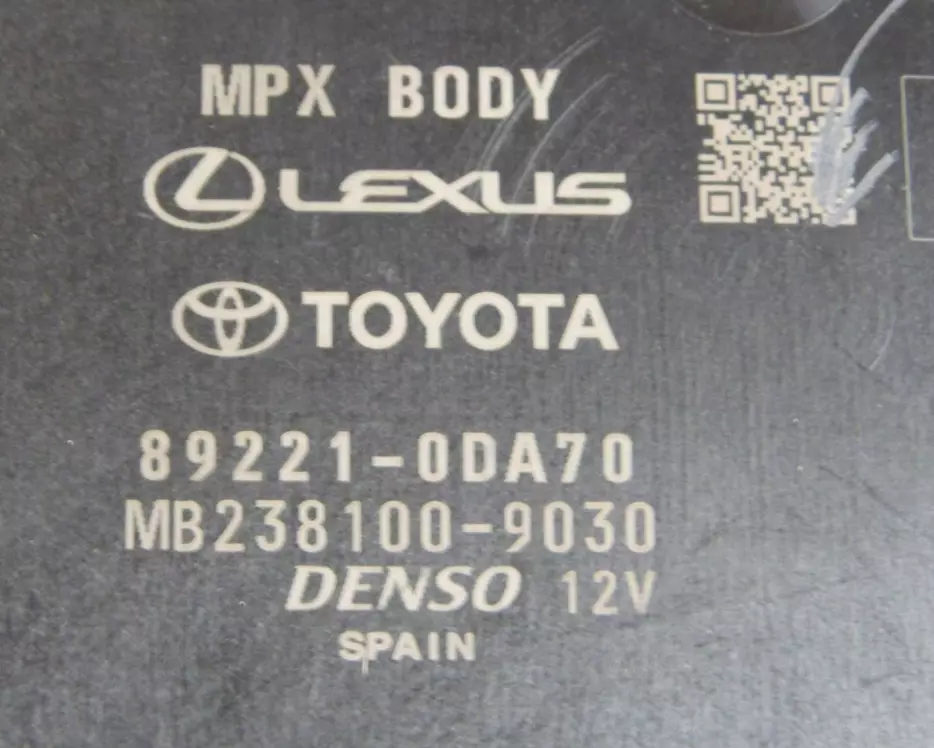 MPX BODY
LEXUS
TOYOTA
89221-0DA70
MB238100-9030
DENSO 12V
SPAIN